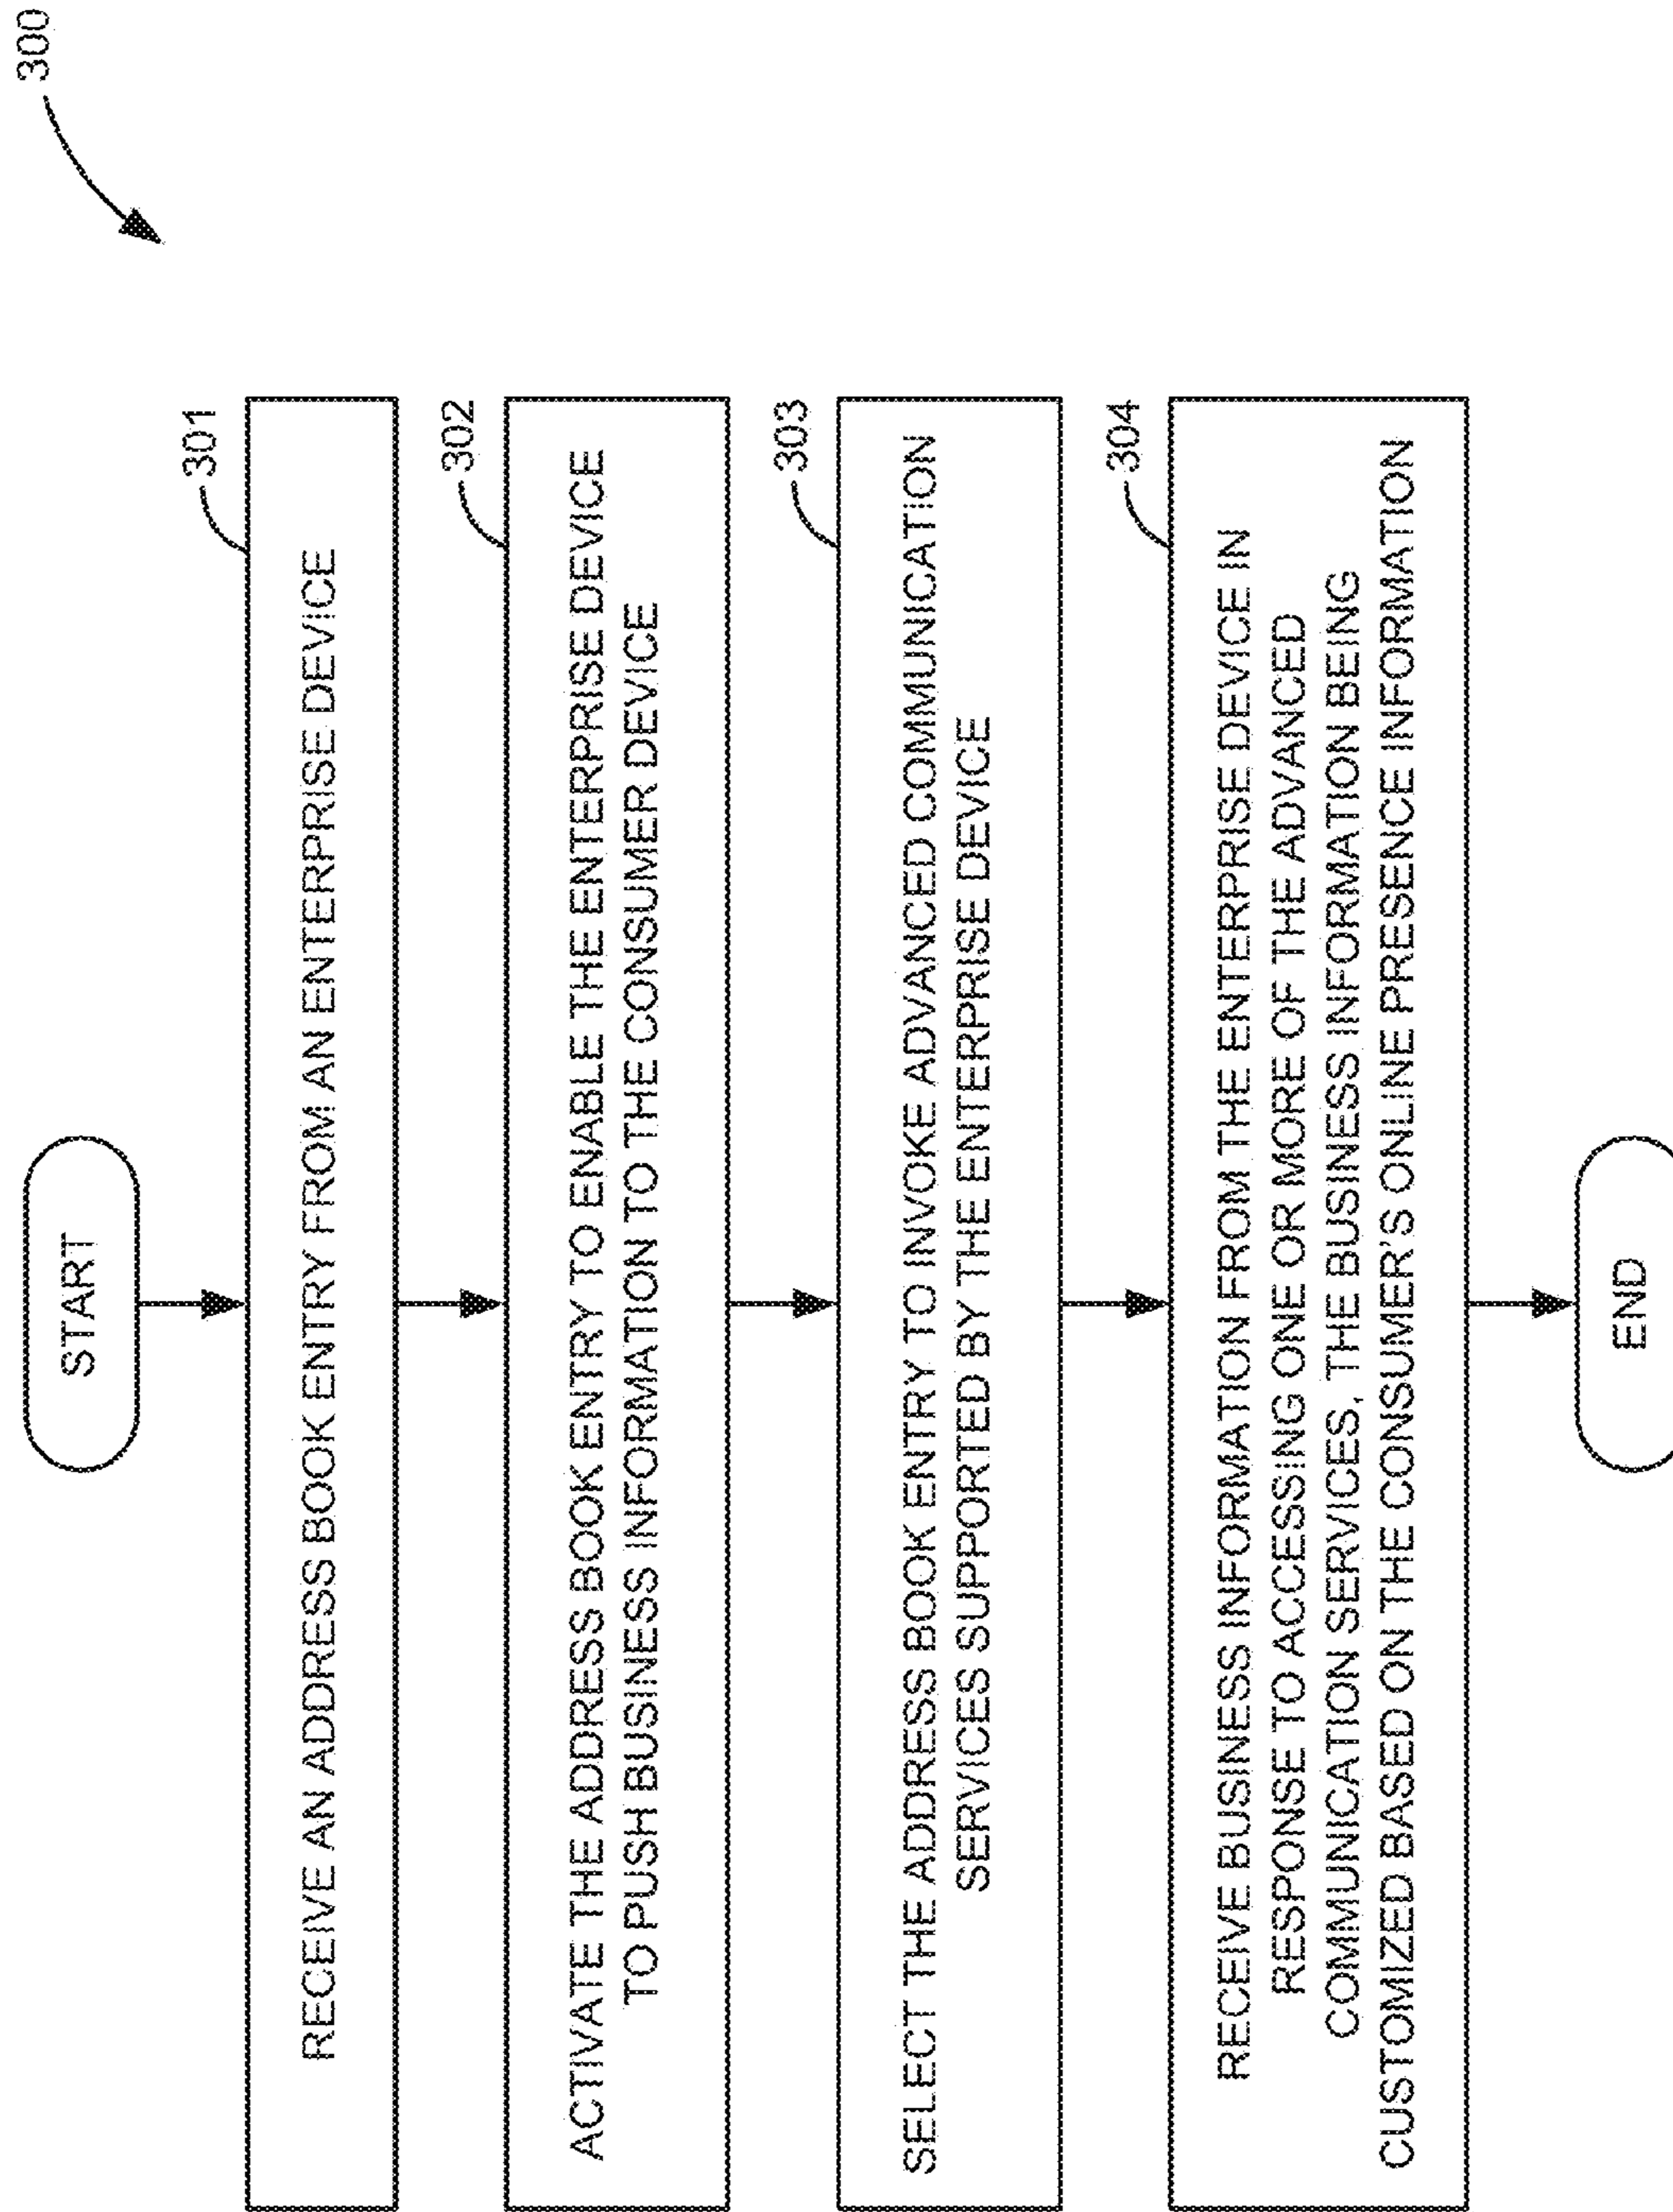 300
START
301
RECEIVE AN ADDRESS BOOK ENTRY FROM AN ENTERPRISE DEVICE
302
ACTIVATE THE ADDRESS BOOK ENTRY TO ENABLE THE ENTERPRISE DEVICE
TO PUSH BUSINESS INFORMATION TO THE CONSUMER DEVICE
303
SELECT THE ADDRESS BOOK ENTRY TO INVOKE ADVANCED COMMUNICATION
SERVICES SUPPORTED BY THE ENTERPRISE DEVICE
304
RECEIVE BUSINESS INFORMATION FROM THE ENTERPRISE DEVICE IN
RESPONSE TO ACCESSING ONE OR MORE OF THE ADVANCED
COMMUNICATION SERVICES, THE BUSINESS INFORMATION BEING
CUSTOMIZED BASED ON THE CONSUMER'S ONLINE PRESENCE INFORMATION
END